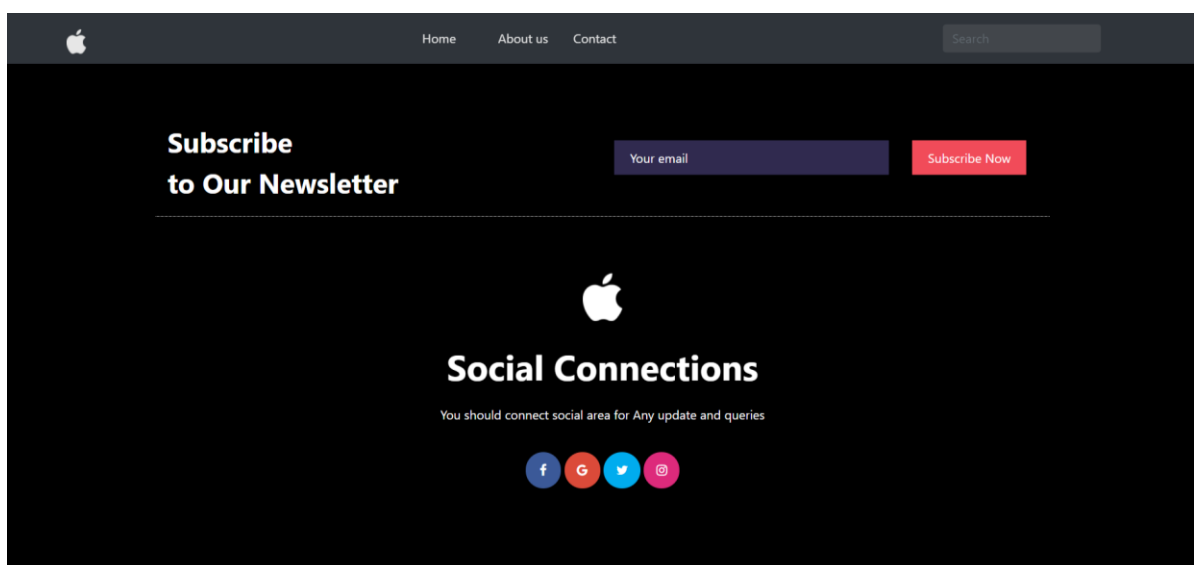 Home About us Contact Search
Subscribe
to Our Newsletter
Your email Subscribe Now
Social Connections
You should connect social area for Any update and queries
f G